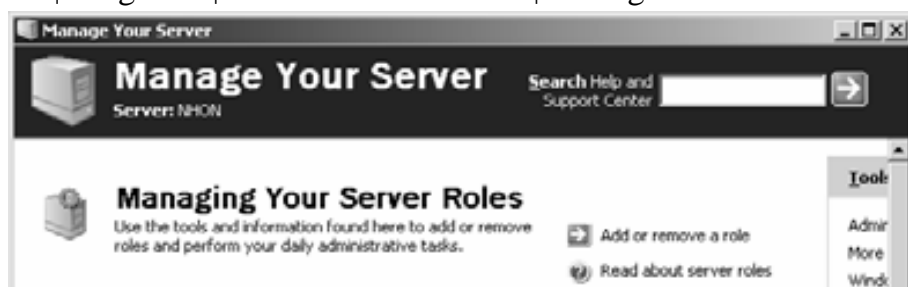 Manage Your Server
Manage Your Server
Server: NHON
Search Help and
Support Center
Managing Your Server Roles
Use the tools and information found here to add or remove
roles and perform your daily administrative tasks.
Add or remove a role
Read about server roles
Tools
Admin
More